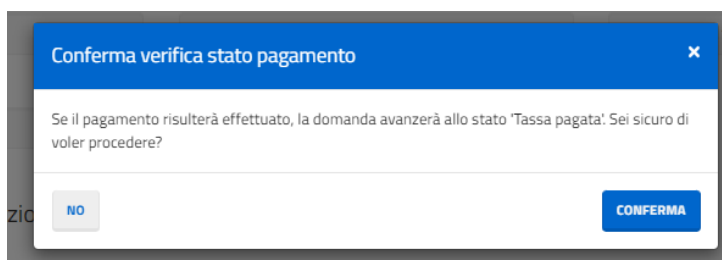 Conferma verifica stato pagamento
×
Se il pagamento risulterà effettuato, la domanda avanzerà allo stato 'Tassa pagata'. Sei sicuro di
voler procedere?
zio
NO
CONFERMA